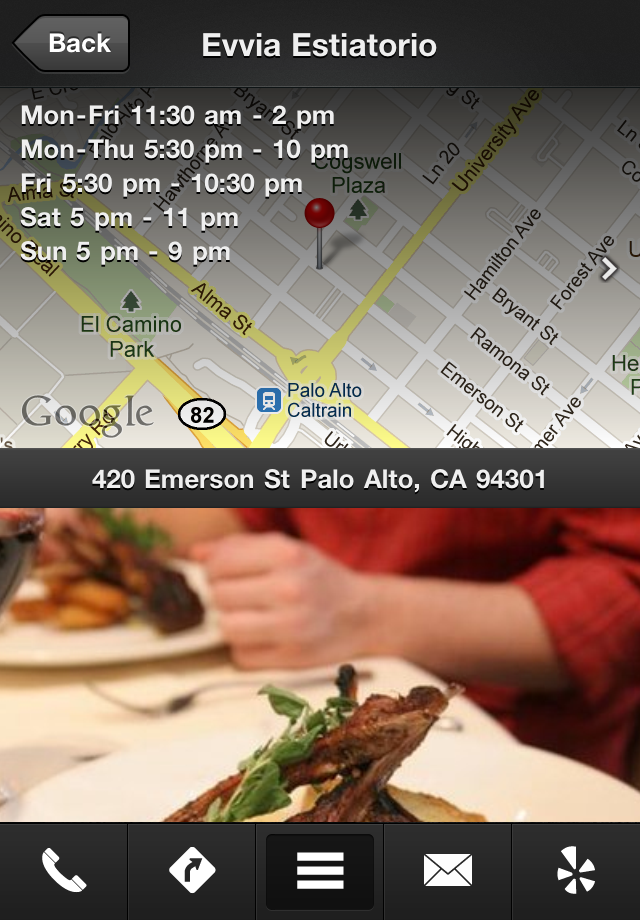 Back
Evvia Estiatorio
Mon-Fri 11:30 am - 2 pm
Mon-Thu 5:30 pm - 10 pm
Fri 5:30 pm - 10:30 pm
Sat 5 pm - 11 pm
Sun 5 pm - 9 pm
Cogswell
Plaza
Ln 20
University Ave
Hamilton Ave
Forest Ave
Bryant St
Ramona St
Emerson St
Alma St
Alma St
El Camino
Park
Palo Alto
Caltrain
Google
82
420 Emerson St Palo Alto, CA 94301